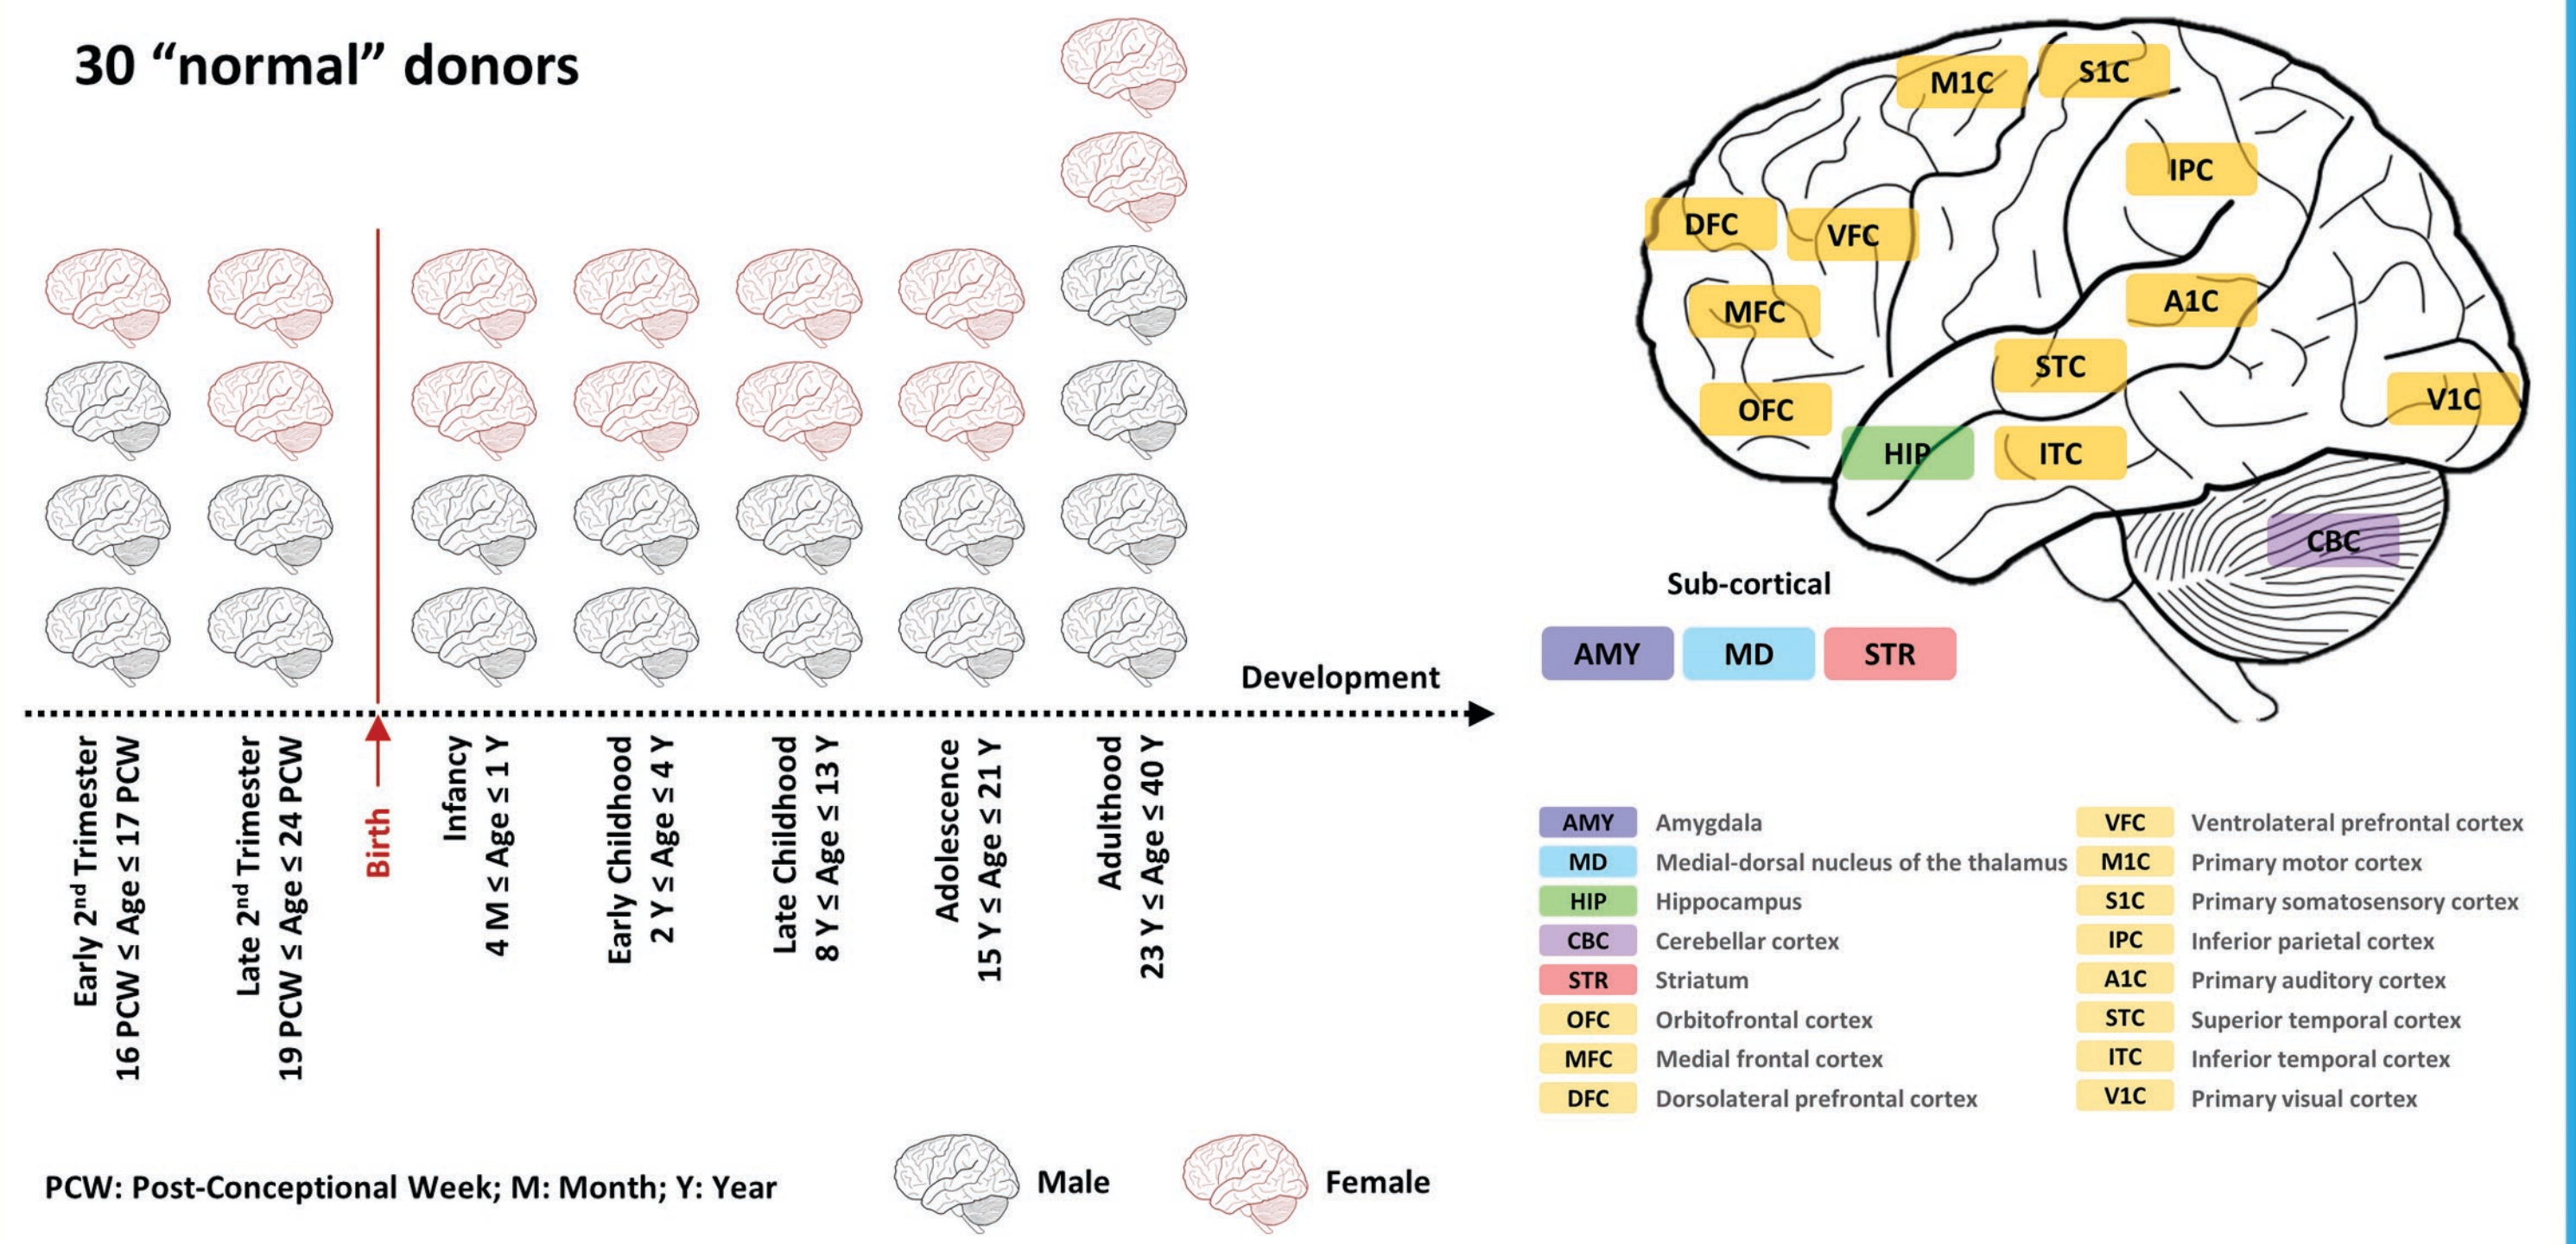 30 “normal” donors
Early 2nd Trimester
16 PCW ≤ Age ≤ 17 PCW
Late 2nd Trimester
19 PCW ≤ Age ≤ 24 PCW
Birth
Infancy
4 M ≤ Age ≤ 1 Y
Early Childhood
2 Y ≤ Age ≤ 4 Y
Late Childhood
8 Y ≤ Age ≤ 13 Y
Adolescence
15 Y ≤ Age ≤ 21 Y
Adulthood
23 Y ≤ Age ≤ 40 Y
Development
PCW: Post-Conceptional Week; M: Month; Y: Year
Male
Female
M1C
S1C
IPC
DFC
VFC
MFC
A1C
STC
OFC
V1C
HIP
ITC
CBC
Sub-cortical
AMY
MD
STR
AMY Amygdala
MD Medial-dorsal nucleus of the thalamus
HIP Hippocampus
CBC Cerebellar cortex
STR Striatum
OFC Orbitofrontal cortex
MFC Medial frontal cortex
DFC Dorsolateral prefrontal cortex
VFC Ventrolateral prefrontal cortex
M1C Primary motor cortex
S1C Primary somatosensory cortex
IPC Inferior parietal cortex
A1C Primary auditory cortex
STC Superior temporal cortex
ITC Inferior temporal cortex
V1C Primary visual cortex